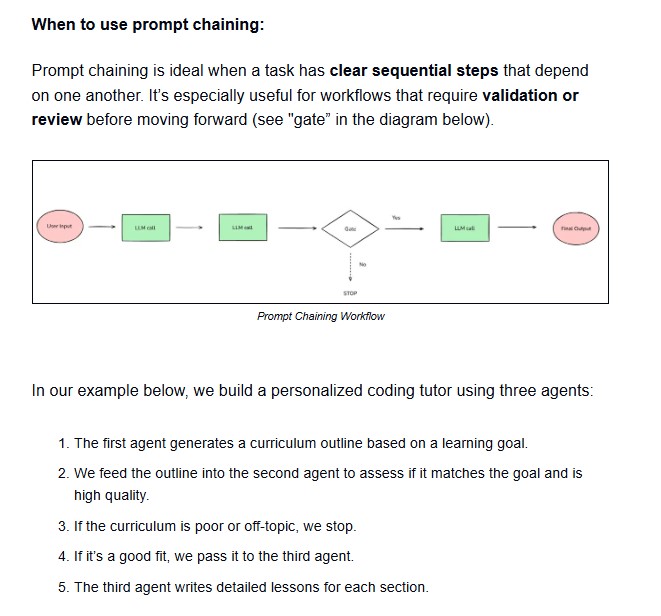 When to use prompt chaining:
Prompt chaining is ideal when a task has clear sequential steps that depend
on one another. It's especially useful for workflows that require validation or
review before moving forward (see "gate” in the diagram below).
User Input
LLM call
LLM call
Gate
Yes
LLM call
Final Output
No
STOP
Prompt Chaining Workflow
In our example below, we build a personalized coding tutor using three agents:
1. The first agent generates a curriculum outline based on a learning goal.
2. We feed the outline into the second agent to assess if it matches the goal and is
high quality.
3. If the curriculum is poor or off-topic, we stop.
4. If it's a good fit, we pass it to the third agent.
5. The third agent writes detailed lessons for each section.